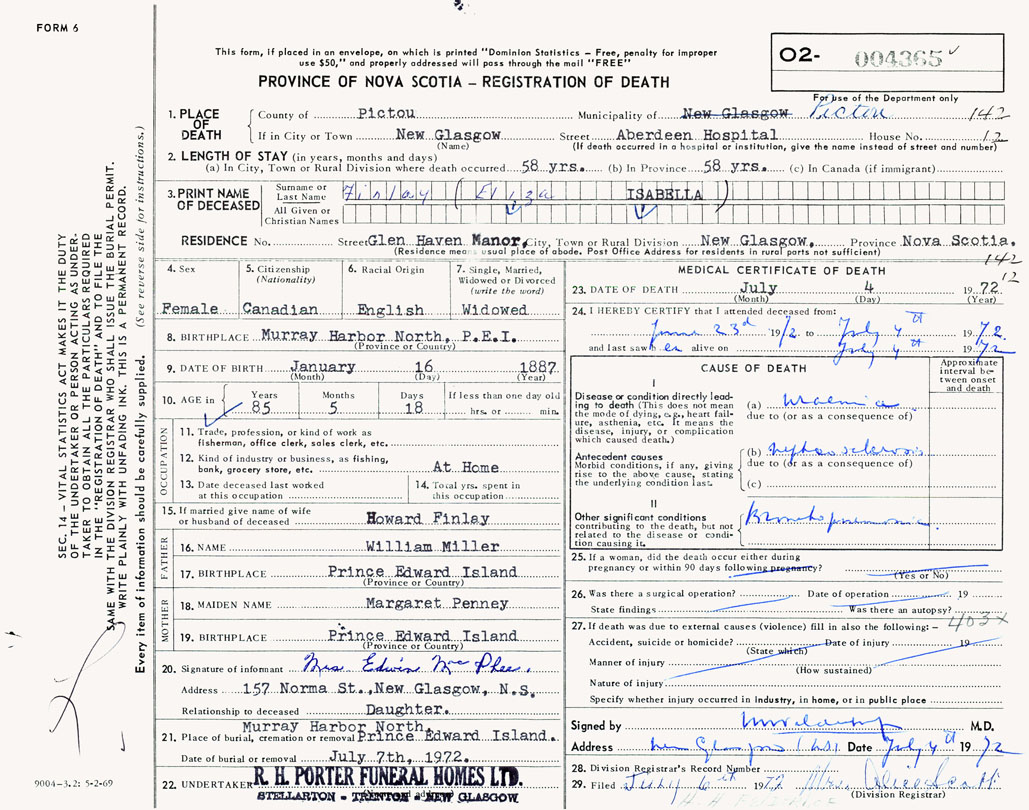 FORM 6
SEC. 14 – VITAL STATISTICS ACT MAKES IT THE DUTY
OF THE UNDERTAKER OR PERSON ACTING AS UNDER-
TAKER TO OBTAIN ALL THE PARTICULARS REQUIRED
IN THE "REGISTRATION OF DEATH" AND TO FILE THE
SAME WITH THE DIVISION REGISTRAR WHO SHALL ISSUE THE BURIAL PERMIT.
WRITE PLAINLY WITH UNFADING INK. THIS IS A PERMANENT RECORD.
Every item of information should be carefully supplied. (See reverse side for instructions.)
9004–3.2: 5-2-69
This form, if placed in an envelope, on which is printed "Dominion Statistics – Free, penalty for improper
use $50," and properly addressed will pass through the mail "FREE"
PROVINCE OF NOVA SCOTIA – REGISTRATION OF DEATH
O2- 004365
For use of the Department only
1. PLACE OF DEATH County of Pictou Municipality of New Glasgow Pictou 142
If in City or Town New Glasgow Street Aberdeen Hospital House No. 12
(Name) (If death occurred in a hospital or institution, give the name instead of street and number)
2. LENGTH OF STAY (in years, months and days)
(a) In City, Town or Rural Division where death occurred 58 yrs. (b) In Province 58 yrs. (c) In Canada (if immigrant)
3. PRINT NAME OF DECEASED Surname or Last Name Finlay (Eliza ISABELLA)
All Given or Christian Names
RESIDENCE No. Street Glen Haven Manor, City, Town or Rural Division New Glasgow, Province Nova Scotia.
(Residence means usual place of abode. Post Office Address for residents in rural parts not sufficient)
142
12
4. Sex 5. Citizenship (Nationality) 6. Racial Origin 7. Single, Married, Widowed or Divorced (write the word)
Female Canadian English Widowed
8. BIRTHPLACE Murray Harbor North, P.E.I.
(Province or Country)
9. DATE OF BIRTH January 16 1887
(Month) (Day) (Year)
10. AGE in Years Months Days If less than one day old
85 5 18 hrs. or min.
OCCUPATION
11. Trade, profession, or kind of work as
fisherman, office clerk, sales clerk, etc.
12. Kind of industry or business, as fishing,
bank, grocery store, etc. At Home
13. Date deceased last worked
at this occupation
14. Total yrs. spent in
this occupation
15. If married give name of wife
or husband of deceased Howard Finlay
FATHER
16. NAME William Miller
17. BIRTHPLACE Prince Edward Island
(Province or Country)
MOTHER
18. MAIDEN NAME Margaret Penney
19. BIRTHPLACE Prince Edward Island
(Province or Country)
20. Signature of informant Mrs. Edwin McPhee.
Address 157 Norma St., New Glasgow, N.S.
Relationship to deceased Daughter.
Murray Harbor North,
21. Place of burial, cremation or removal Prince Edward Island.
Date of burial or removal July 7th, 1972.
22. UNDERTAKER R. H. PORTER FUNERAL HOMES LTD.
STELLARTON - TRENTON - NEW GLASGOW
MEDICAL CERTIFICATE OF DEATH
23. DATE OF DEATH July 4 1972
(Month) (Day) (Year)
24. I HEREBY CERTIFY that I attended deceased from:
June 23rd 1972 to July 4th 1972
and last saw her alive on July 4th 1972
CAUSE OF DEATH
Approximate interval between onset and death
I
Disease or condition directly lead-
ing to death (This does not mean
the mode of dying, e.g., heart fail-
ure, asthenia, etc. It means the
disease, injury, or complication
which caused death.)
(a) uraemia
due to (or as a consequence of)
Antecedent causes
Morbid conditions, if any, giving
rise to the above cause, stating
the underlying condition last.
(b) nephrosclerosis
due to (or as a consequence of)
(c)
II
Other significant conditions
contributing to the death, but not
related to the disease or condi-
tion causing it.
Bronchopneumonia.
25. If a woman, did the death occur either during
pregnancy or within 90 days following pregnancy?
(Yes or No)
26. Was there a surgical operation? Date of operation 19
State findings Was there an autopsy?
403X
27. If death was due to external causes (violence) fill in also the following: –
Accident, suicide or homicide? Date of injury 19
(State which)
Manner of injury
(How sustained)
Nature of injury
Specify whether injury occurred in Industry, in home, or in public place
Signed by M.D.
Address New Glasgow N.S. Date July 4th 1972
28. Division Registrar's Record Number
29. Filed July 6th 1972 Mrs. Alice
(Division Registrar)